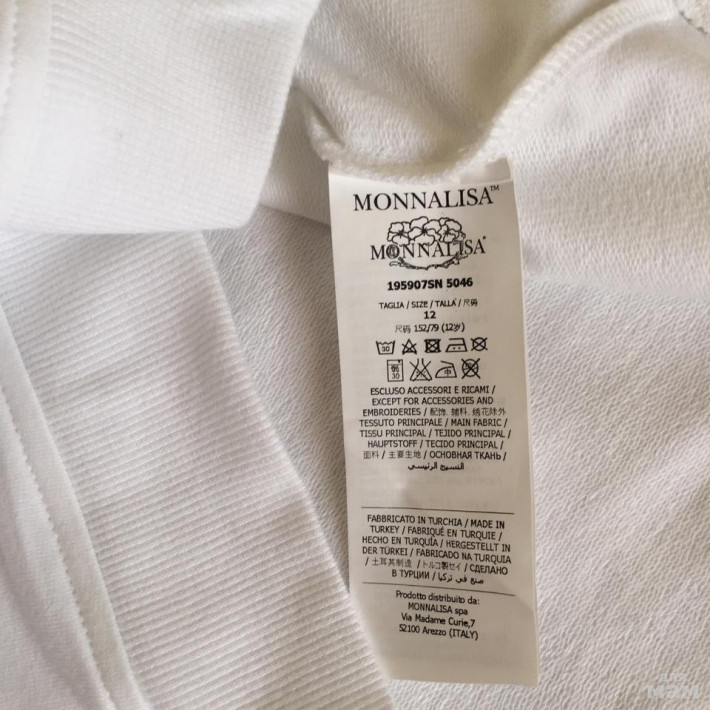 MONNALISA™
MONNALISA®
195907SN 5046
TAGLIA / SIZE / TALLA / 尺码
12
尺码 152/79 (12岁)
30
30
ESCLUSO ACCESSORI E RICAMI /
EXCEPT FOR ACCESSORIES AND
EMBROIDERIES / 配饰, 辅料, 绣花除外
TESSUTO PRINCIPALE / MAIN FABRIC /
TISSU PRINCIPAL / TEJIDO PRINCIPAL /
HAUPTSTOFF / TECIDO PRINCIPAL /
面料 / 主要生地 / ОСНОВНАЯ ТКАНЬ /
النسيج الرئيسي
FABBRICATO IN TURCHIA / MADE IN
TURKEY / FABRIQUÉ EN TURQUIE /
HECHO EN TURQUÍA / HERGESTELLT IN
DER TÜRKEI / FABRICADO NA TURQUIA
/ 土耳其制造 / トルコ製セイ / СДЕЛАНО
В ТУРЦИИ / صنع في تركيا
Prodotto distribuito da:
MONNALISA spa
Via Madame Curie,7
52100 Arezzo (ITALY)